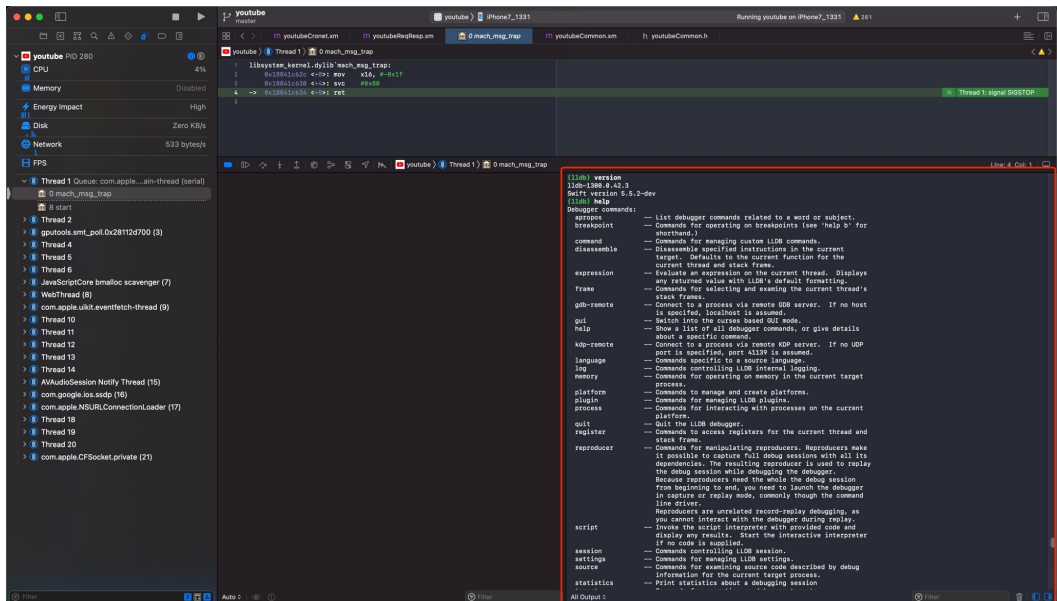 youtube
master
youtube 〉 iPhone7_1331
Running youtube on iPhone7_1331
261
youtubeCronet.xm
youtubeReqResp.xm
0 mach_msg_trap
youtubeCommon.xm
h youtubeCommon.h
youtube 〉 Thread 1 〉 0 mach_msg_trap
youtube PID 280
CPU 4%
Memory Disabled
Energy Impact High
Disk Zero KB/s
Network 533 bytes/s
FPS
Thread 1 Queue: com.apple....ain-thread (serial)
0 mach_msg_trap
8 start
Thread 2
gputools.smt_poll.0x28112d700 (3)
Thread 4
Thread 5
Thread 6
JavaScriptCore bmalloc scavenger (7)
WebThread (8)
com.apple.uikit.eventfetch-thread (9)
Thread 10
Thread 11
Thread 12
Thread 13
Thread 14
AVAudioSession Notify Thread (15)
com.google.ios.ssdp (16)
com.apple.NSURLConnectionLoader (17)
Thread 18
Thread 19
Thread 20
com.apple.CFSocket.private (21)
1 libsystem_kernel.dylib`mach_msg_trap:
2 0x18841c62c <+0>: mov x16, #-0x1f
3 0x18841c630 <+4>: svc #0x80
4 -> 0x18841c634 <+8>: ret
5
Thread 1: signal SIGSTOP
youtube 〉 Thread 1 〉 0 mach_msg_trap
Line: 4 Col: 1
(lldb) version
lldb-1300.0.42.3
Swift version 5.5.2-dev
(lldb) help
Debugger commands:
apropos -- List debugger commands related to a word or subject.
breakpoint -- Commands for operating on breakpoints (see 'help b' for
shorthand.)
command -- Commands for managing custom LLDB commands.
disassemble -- Disassemble specified instructions in the current
target. Defaults to the current function for the
current thread and stack frame.
expression -- Evaluate an expression on the current thread. Displays
any returned value with LLDB's default formatting.
frame -- Commands for selecting and examing the current thread's
stack frames.
gdb-remote -- Connect to a process via remote GDB server. If no host
is specifed, localhost is assumed.
gui -- Switch into the curses based GUI mode.
help -- Show a list of all debugger commands, or give details
about a specific command.
kdp-remote -- Connect to a process via remote KDP server. If no UDP
port is specified, port 41139 is assumed.
language -- Commands specific to a source language.
log -- Commands controlling LLDB internal logging.
memory -- Commands for operating on memory in the current target
process.
platform -- Commands to manage and create platforms.
plugin -- Commands for managing LLDB plugins.
process -- Commands for interacting with processes on the current
platform.
quit -- Quit the LLDB debugger.
register -- Commands to access registers for the current thread and
stack frame.
reproducer -- Commands for manipulating reproducers. Reproducers make
it possible to capture full debug sessions with all its
dependencies. The resulting reproducer is used to replay
the debug session while debugging the debugger.
Because reproducers need the whole the debug session
from beginning to end, you need to launch the debugger
in capture or replay mode, commonly though the command
line driver.
Reproducers are unrelated record-replay debugging, as
you cannot interact with the debugger during replay.
script -- Invoke the script interpreter with provided code and
display any results. Start the interactive interpreter
if no code is supplied.
session -- Commands controlling LLDB session.
settings -- Commands for managing LLDB settings.
source -- Commands for examining source code described by debug
information for the current target process.
statistics -- Print statistics about a debugging session
Filter
Auto
Filter
All Output
Filter